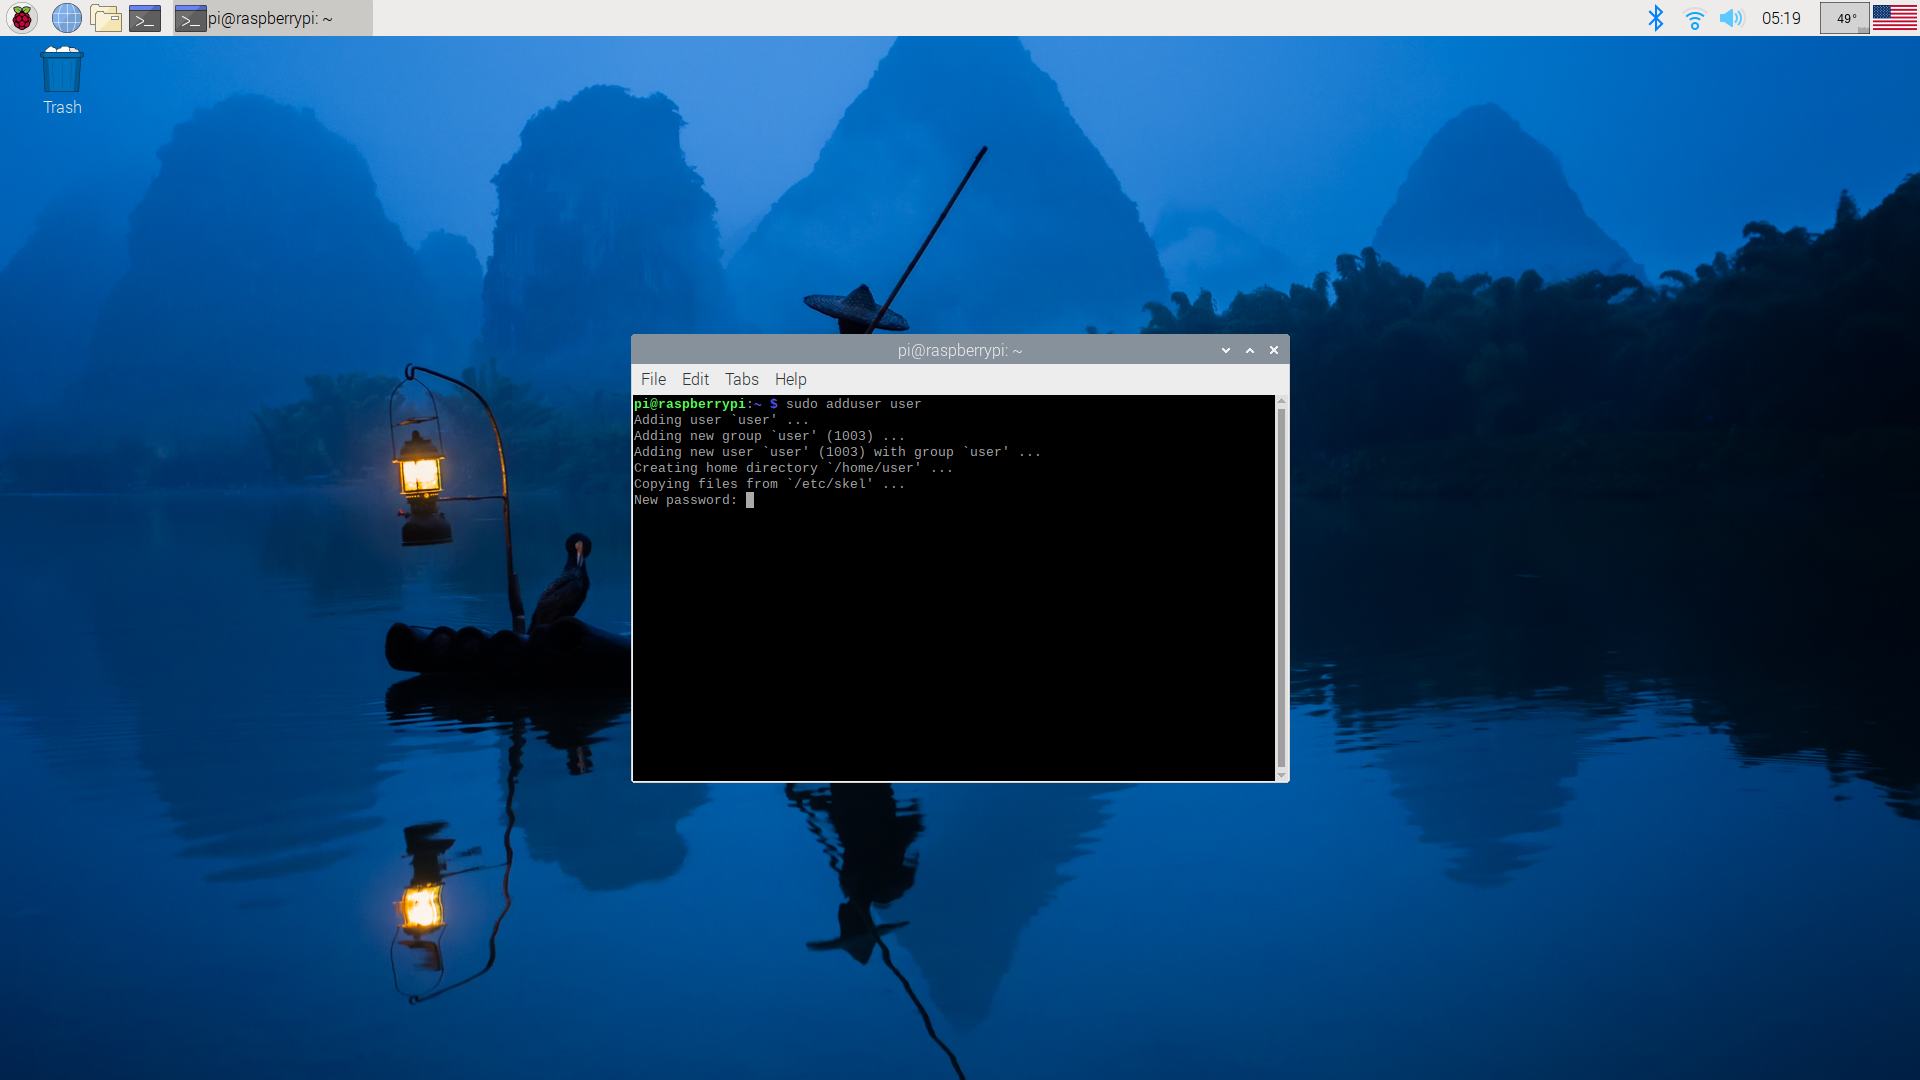 pi@raspberrypi: ~
05:19
49°
Trash
pi@raspberrypi: ~
File Edit Tabs Help
pi@raspberrypi:~ $ sudo adduser user
Adding user `user' ...
Adding new group `user' (1003) ...
Adding new user `user' (1003) with group `user' ...
Creating home directory `/home/user' ...
Copying files from `/etc/skel' ...
New password: